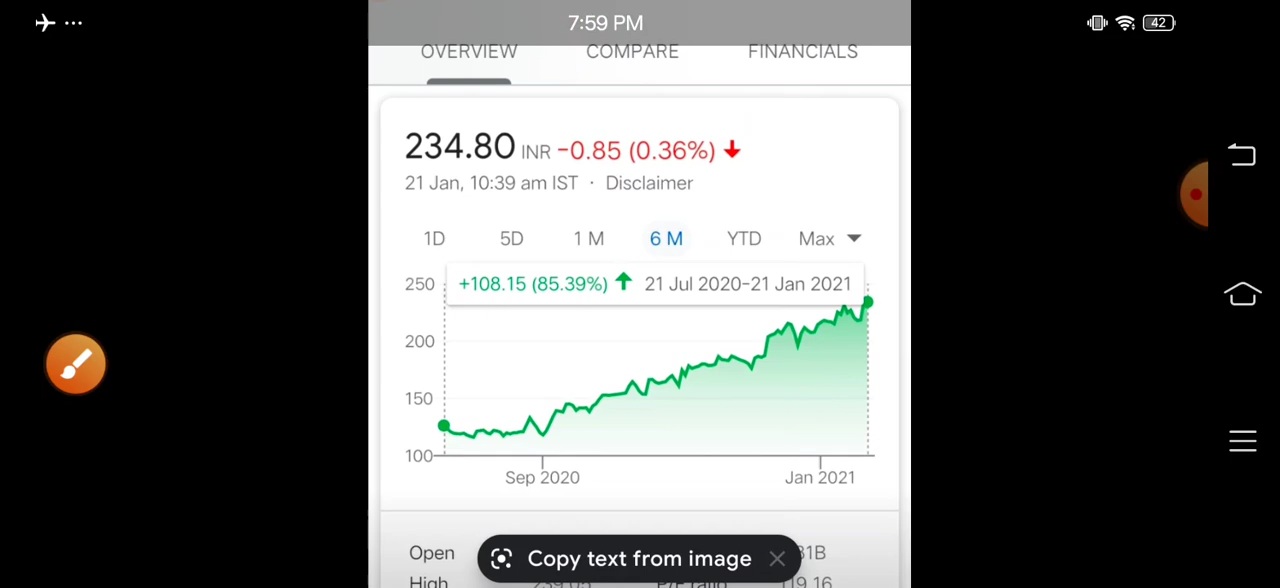 7:59 PM
42
OVERVIEW COMPARE FINANCIALS
234.80 INR −0.85 (0.36%)
21 Jan, 10:39 am IST · Disclaimer
1D 5D 1 M 6 M YTD Max
+108.15 (85.39%) 21 Jul 2020–21 Jan 2021
250
200
150
100
Sep 2020 Jan 2021
Open
Copy text from image
High